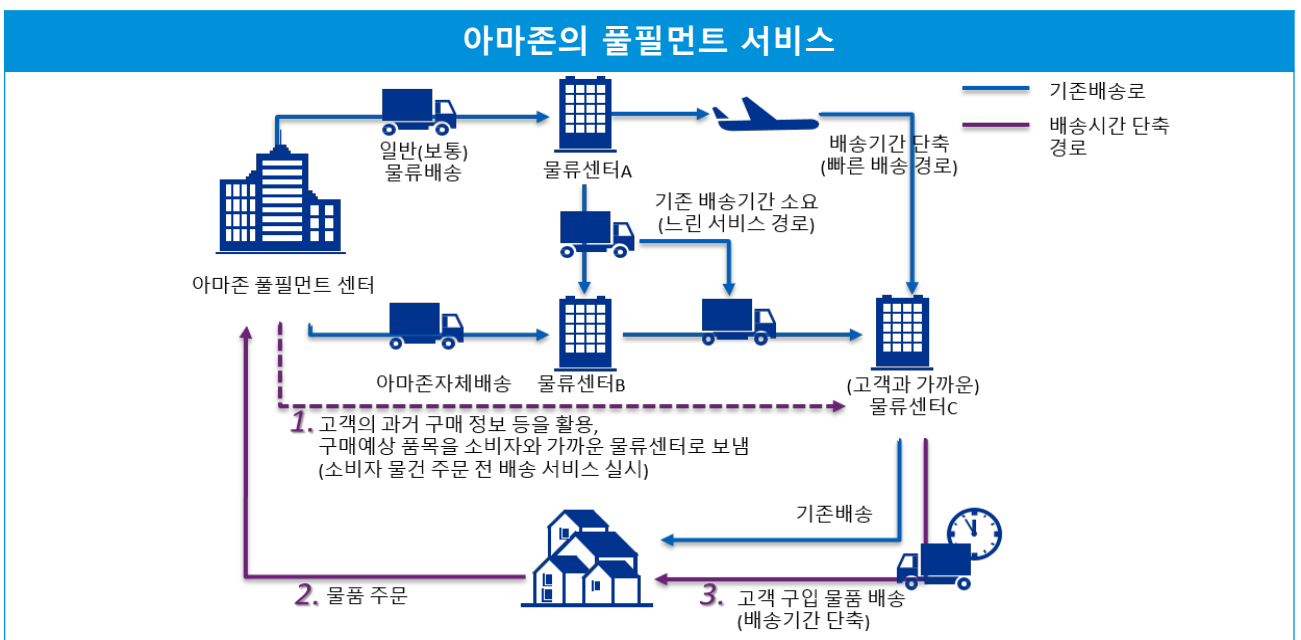 아마존의 풀필먼트 서비스
기존배송로
배송시간 단축
경로
일반(보통)
물류배송
물류센터A
배송기간 단축
(빠른 배송 경로)
기존 배송기간 소요
(느린 서비스 경로)
아마존 풀필먼트 센터
아마존자체배송
물류센터B
(고객과 가까운)
물류센터C
1. 고객의 과거 구매 정보 등을 활용,
구매예상 품목을 소비자와 가까운 물류센터로 보냄
(소비자 물건 주문 전 배송 서비스 실시)
기존배송
2. 물품 주문
3. 고객 구입 물품 배송
(배송기간 단축)